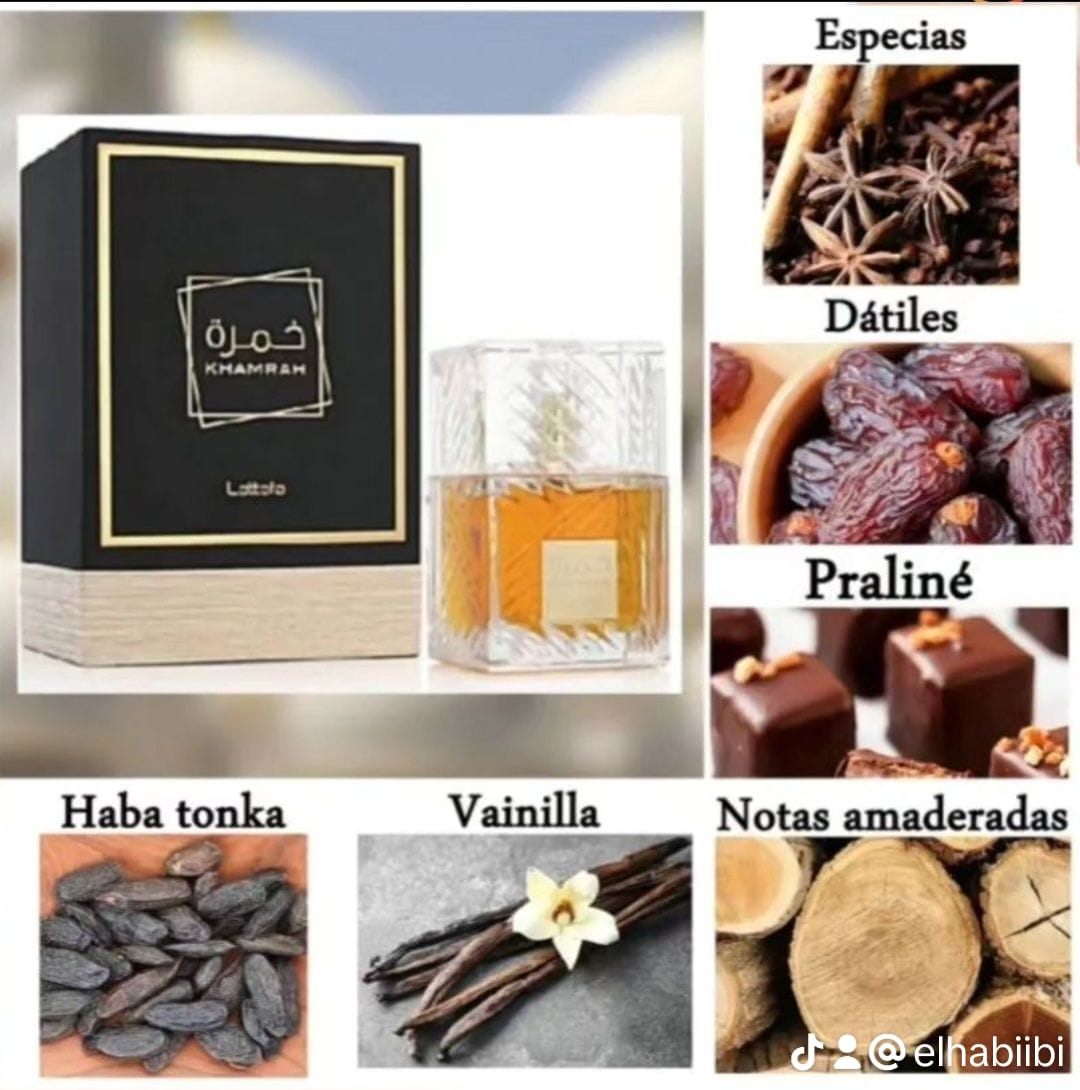 Especias
خمرة
KHAMRAH
Lattafa
Dátiles
Praliné
Haba tonka
Vainilla
Notas amaderadas
@elhabiibi